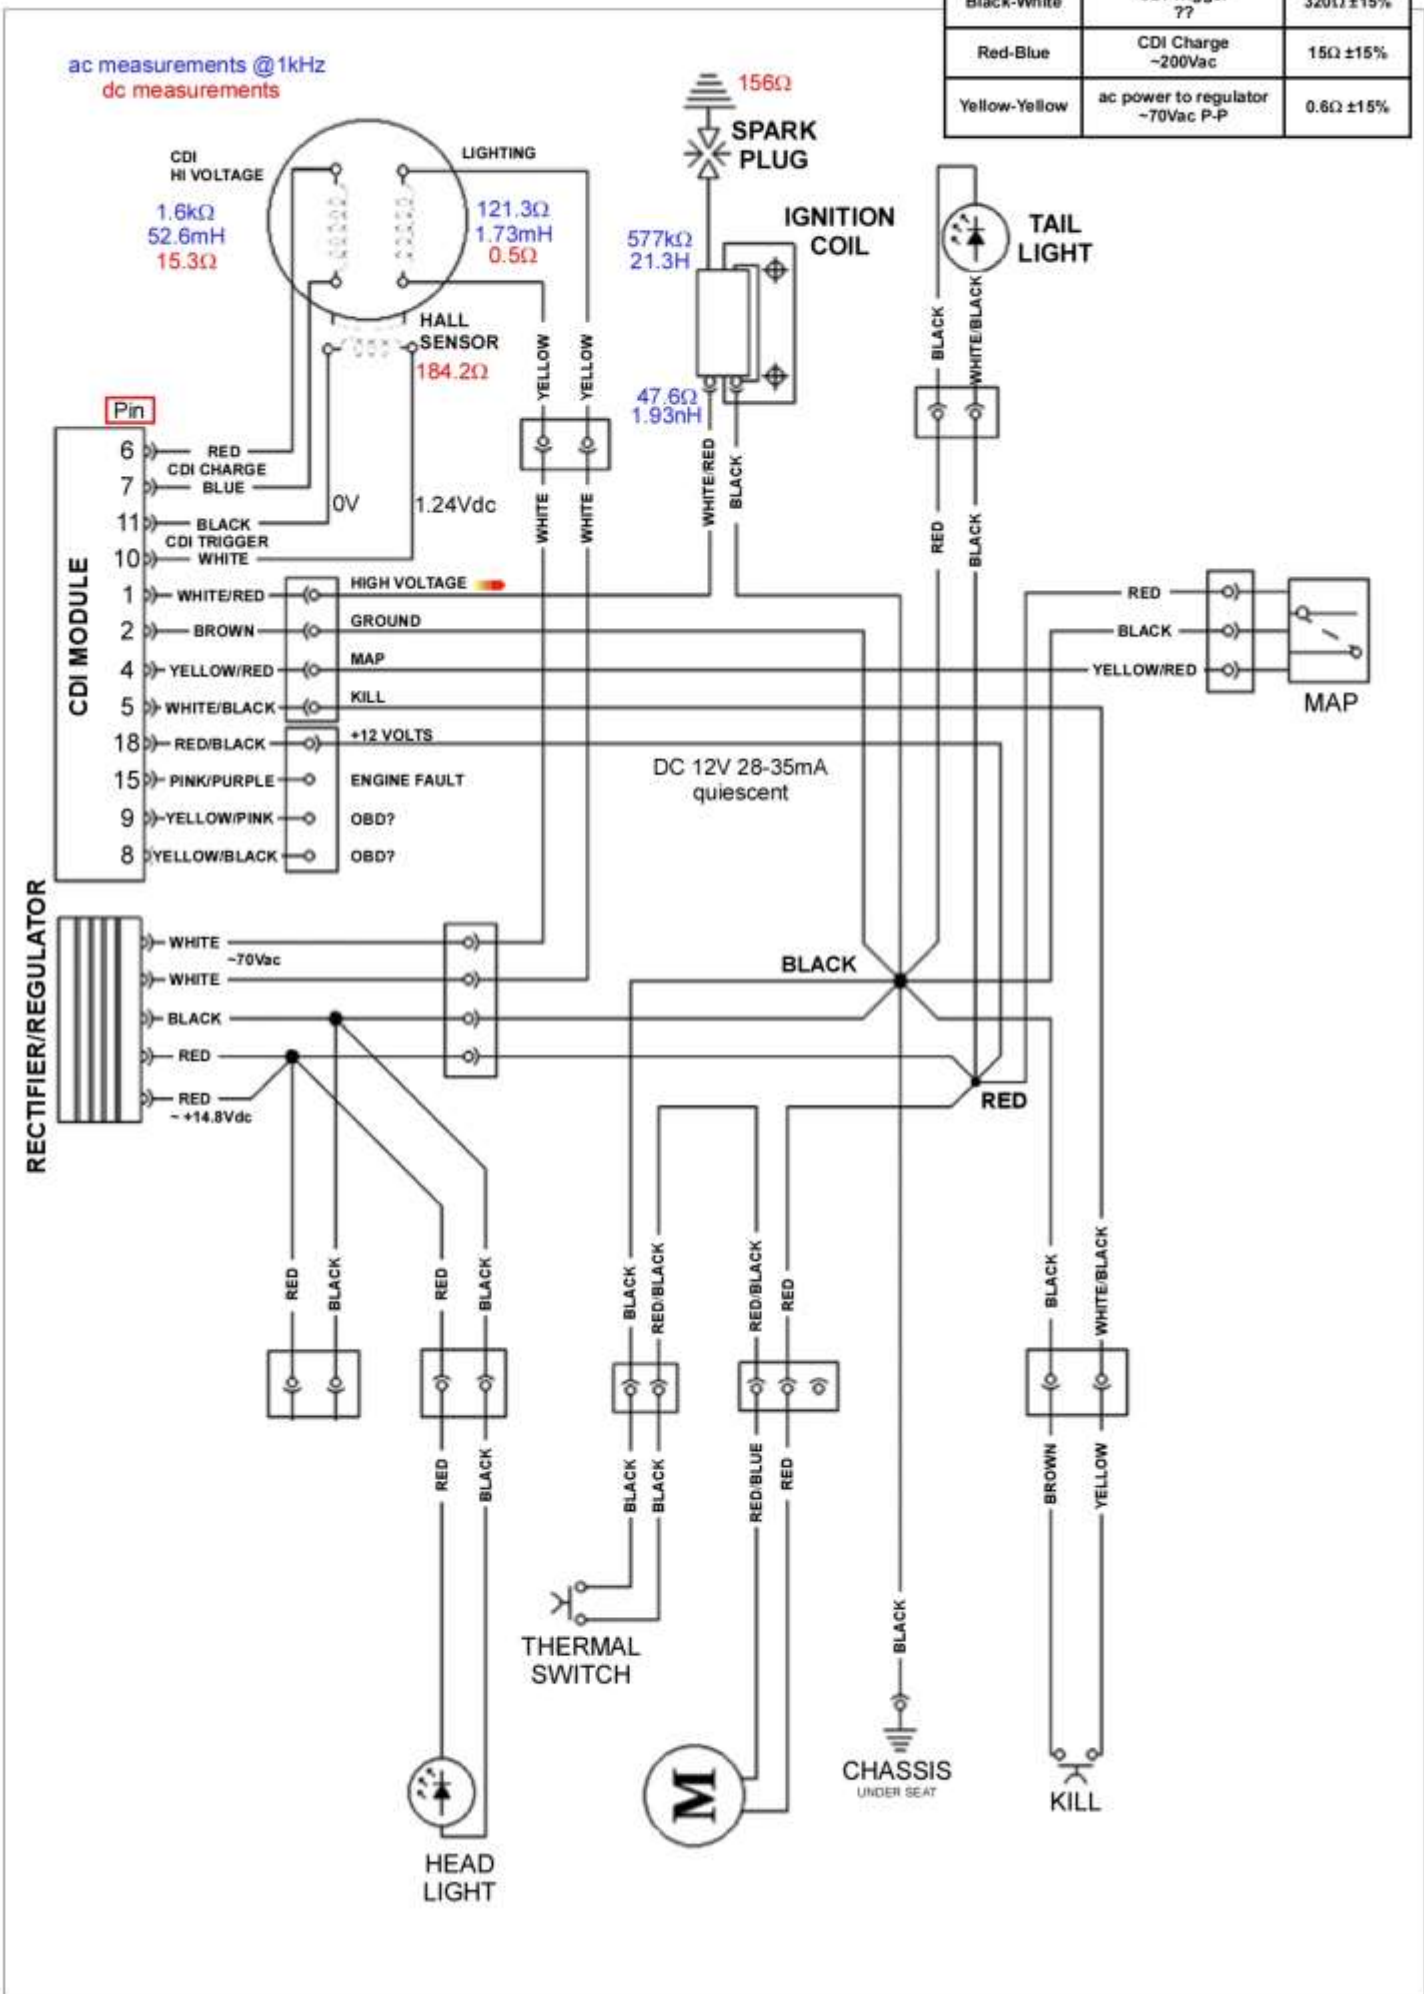 Black-White
??
320Ω ±15%
Red-Blue
CDI Charge
~200Vac
15Ω ±15%
Yellow-Yellow
ac power to regulator
~70Vac P-P
0.6Ω ±15%
ac measurements @1kHz
dc measurements
CDI
HI VOLTAGE
LIGHTING
1.6kΩ
52.6mH
15.3Ω
121.3Ω
1.73mH
0.5Ω
HALL
SENSOR
184.2Ω
156Ω
SPARK
PLUG
IGNITION
COIL
577kΩ
21.3H
47.6Ω
1.93nH
TAIL
LIGHT
BLACK
WHITE/BLACK
RED
BLACK
YELLOW
YELLOW
WHITE
WHITE
WHITE/RED
BLACK
Pin
CDI MODULE
6
RED
CDI CHARGE
7
BLUE
11
BLACK
CDI TRIGGER
10
WHITE
0V
1.24Vdc
1
WHITE/RED
HIGH VOLTAGE
2
BROWN
GROUND
4
YELLOW/RED
MAP
5
WHITE/BLACK
KILL
18
RED/BLACK
+12 VOLTS
15
PINK/PURPLE
ENGINE FAULT
9
YELLOW/PINK
OBD?
8
YELLOW/BLACK
OBD?
DC 12V 28-35mA
quiescent
RED
BLACK
YELLOW/RED
MAP
RECTIFIER/REGULATOR
WHITE
~70Vac
WHITE
BLACK
RED
RED
~ +14.8Vdc
BLACK
RED
RED
BLACK
RED
BLACK
BLACK
RED/BLACK
RED/BLACK
RED
BLACK
WHITE/BLACK
RED
BLACK
BLACK
BLACK
RED/BLUE
RED
BROWN
YELLOW
BLACK
THERMAL
SWITCH
M
CHASSIS
UNDER SEAT
KILL
HEAD
LIGHT